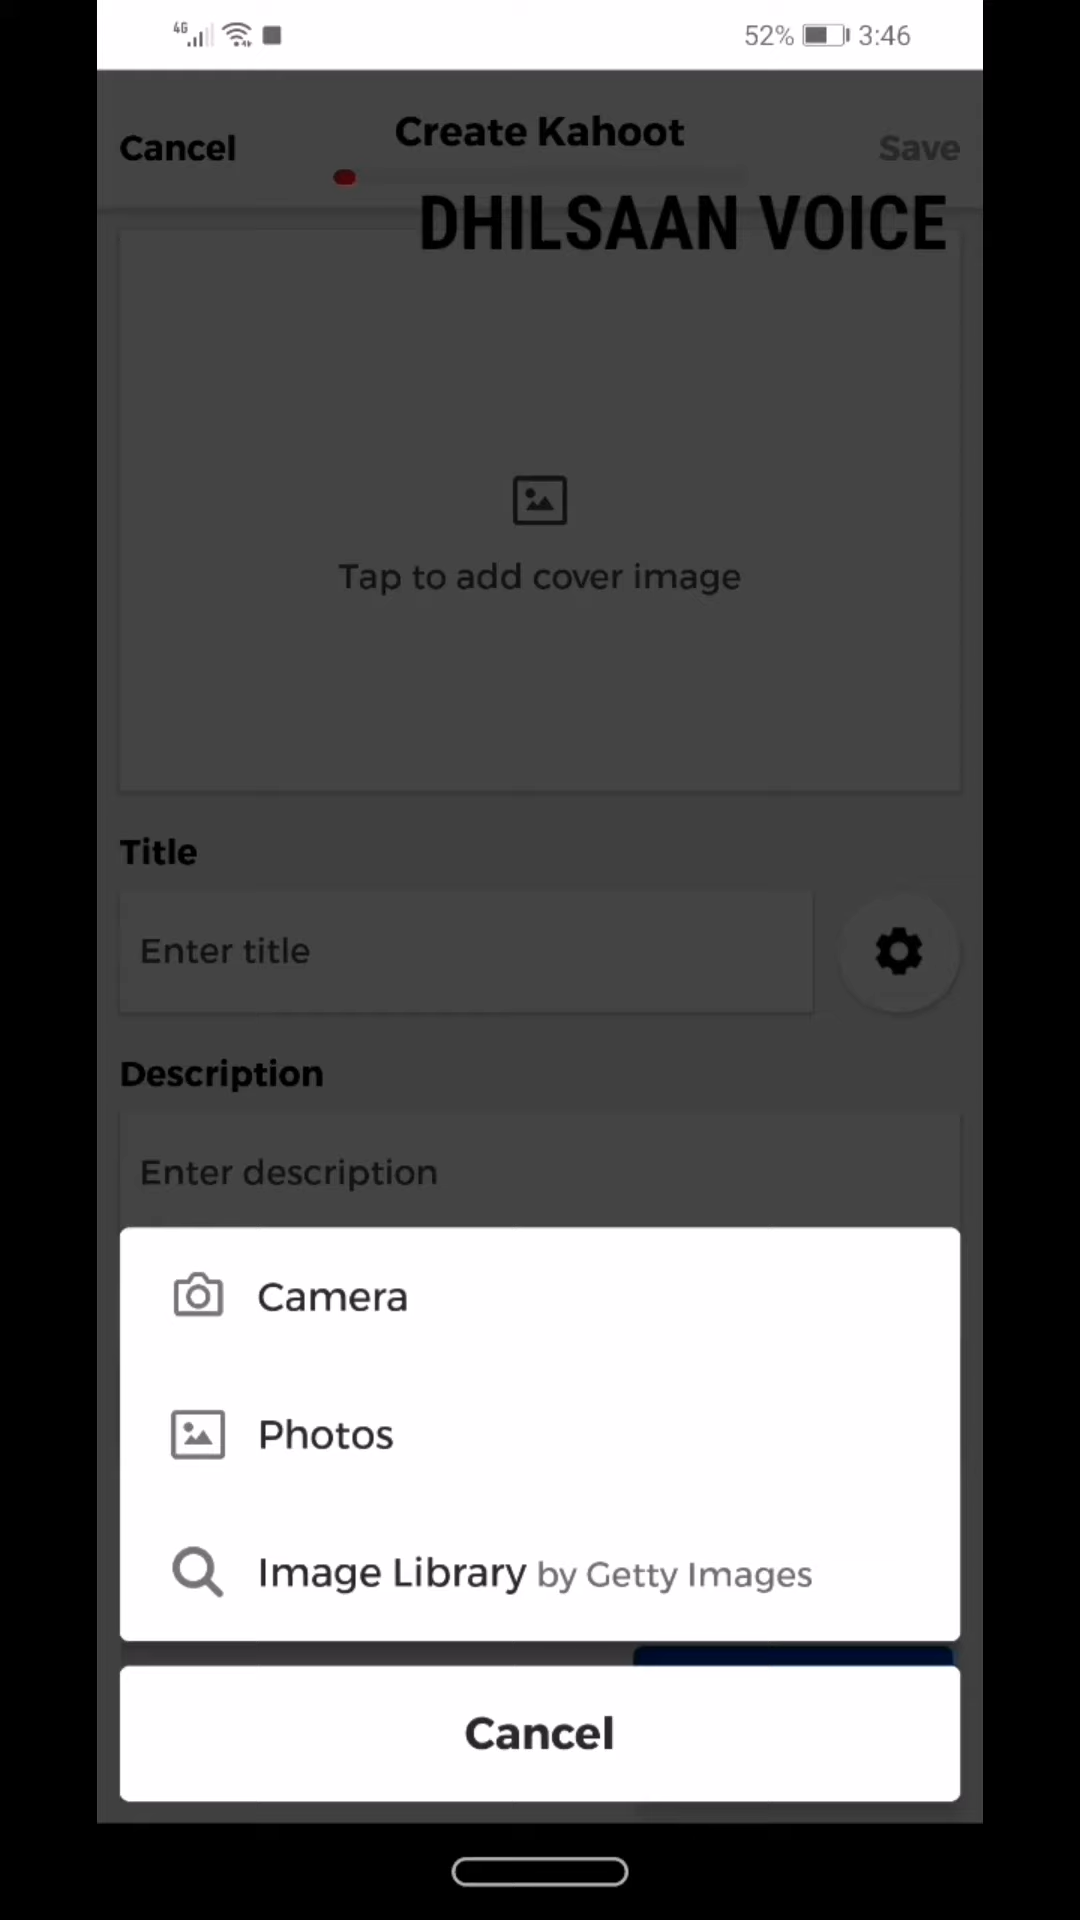 4G 52% 3:46
Cancel Create Kahoot Save
DHILSAAN VOICE
Tap to add cover image
Title
Enter title
Description
Enter description
Camera
Photos
Image Library by Getty Images
Cancel